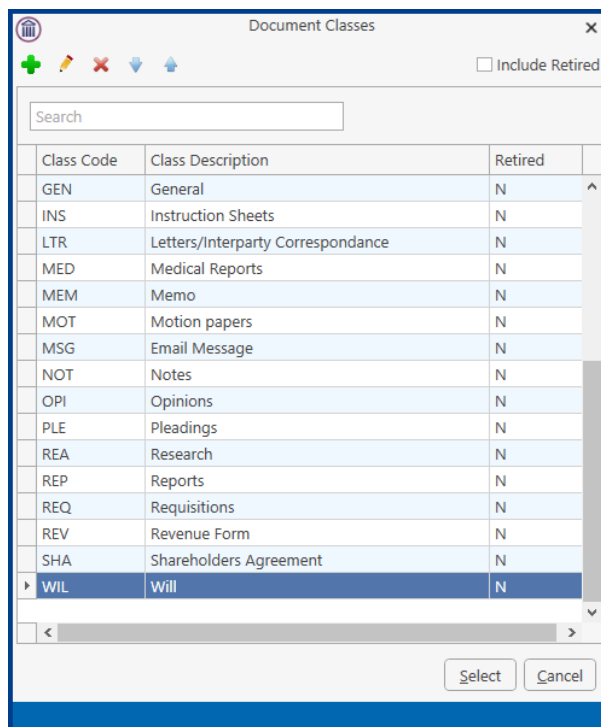 Document Classes
Include Retired
Search
Class Code Class Description Retired
GEN General N
INS Instruction Sheets N
LTR Letters/Interparty Correspondance N
MED Medical Reports N
MEM Memo N
MOT Motion papers N
MSG Email Message N
NOT Notes N
OPI Opinions N
PLE Pleadings N
REA Research N
REP Reports N
REQ Requisitions N
REV Revenue Form N
SHA Shareholders Agreement N
WIL Will N
Select Cancel